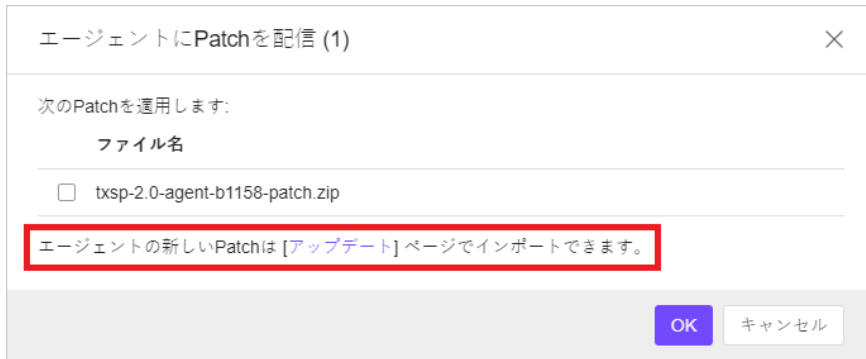 エージェントにPatchを配信 (1)
次のPatchを適用します:
ファイル名
txsp-2.0-agent-b1158-patch.zip
エージェントの新しいPatchは [アップデート] ページでインポートできます。
OK
キャンセル